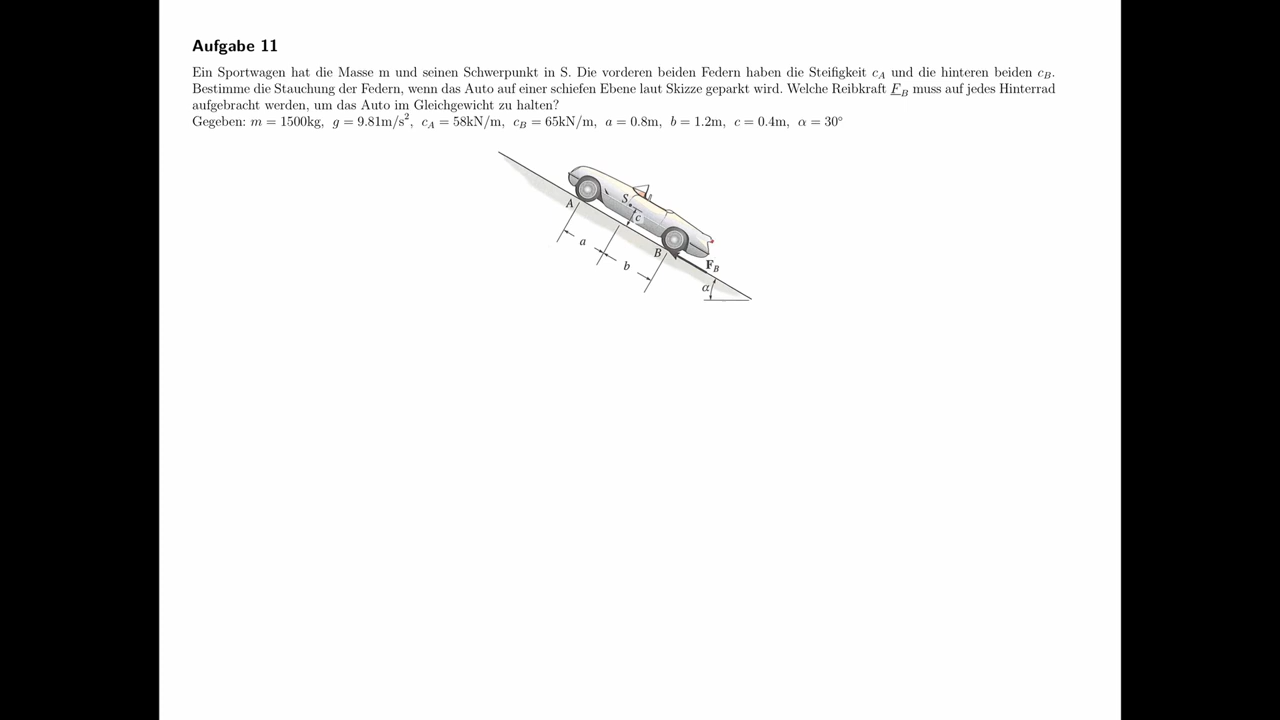 Aufgabe 11
Ein Sportwagen hat die Masse m und seinen Schwerpunkt in S. Die vorderen beiden Federn haben die Steifigkeit c_A und die hinteren beiden c_B.
Bestimme die Stauchung der Federn, wenn das Auto auf einer schiefen Ebene laut Skizze geparkt wird. Welche Reibkraft F_B muss auf jedes Hinterrad
aufgebracht werden, um das Auto im Gleichgewicht zu halten?
Gegeben: m = 1500kg, g = 9.81m/s², c_A = 58kN/m, c_B = 65kN/m, a = 0.8m, b = 1.2m, c = 0.4m, α = 30°
S
A
c
a
B
b
F_B
α